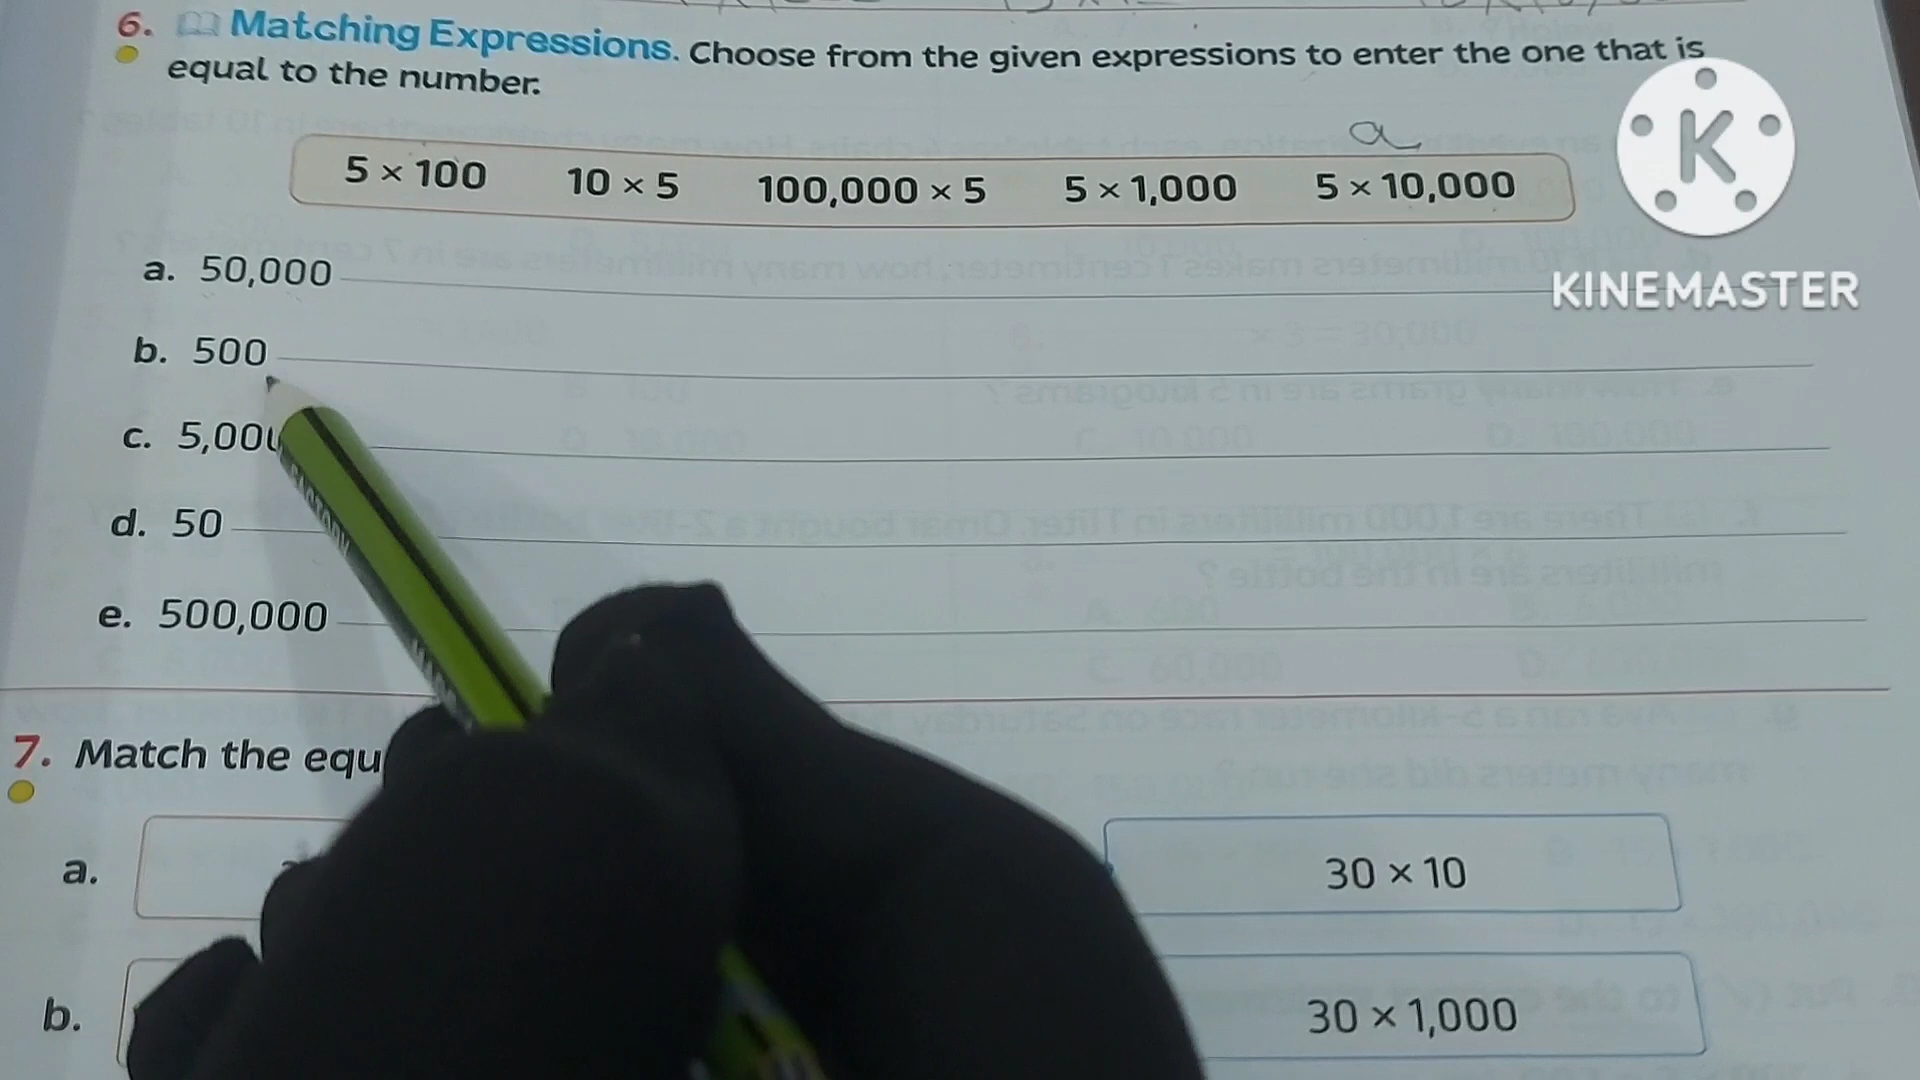 6. Matching Expressions. Choose from the given expressions to enter the one that is
equal to the number.
a
5 × 100 10 × 5 100,000 × 5 5 × 1,000 5 × 10,000
K
KINEMASTER
a. 50,000
b. 500
c. 5,00
d. 50
e. 500,000
7. Match the equ
a. 30 × 10
b. 30 × 1,000